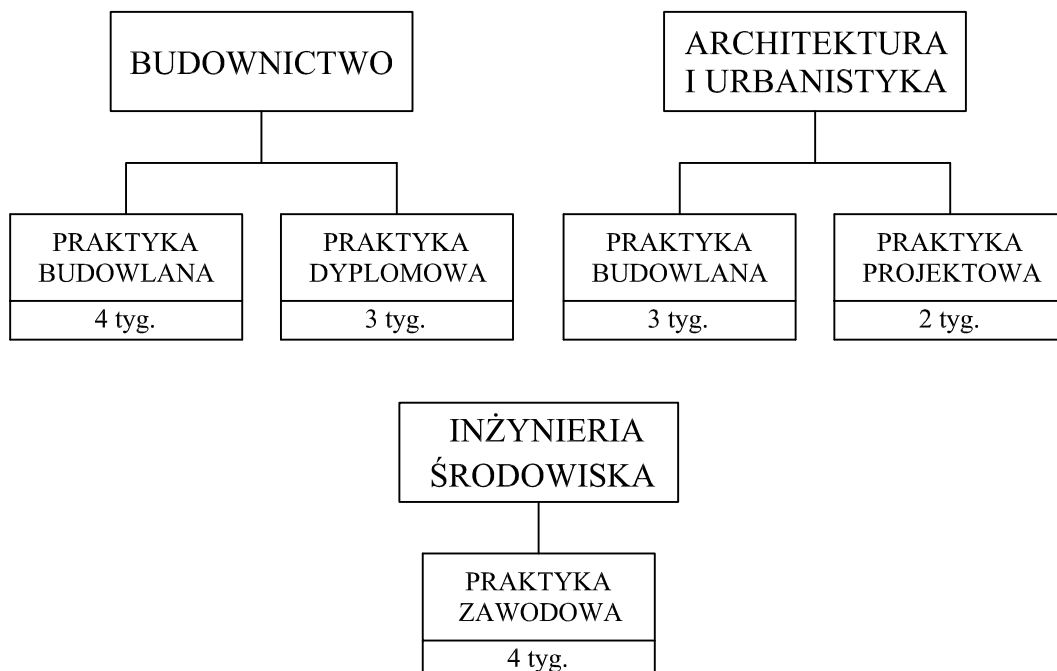 BUDOWNICTWO
ARCHITEKTURA
I URBANISTYKA
PRAKTYKA
BUDOWLANA
4 tyg.
PRAKTYKA
DYPLOMOWA
3 tyg.
PRAKTYKA
BUDOWLANA
3 tyg.
PRAKTYKA
PROJEKTOWA
2 tyg.
INŻYNIERIA
ŚRODOWISKA
PRAKTYKA
ZAWODOWA
4 tyg.